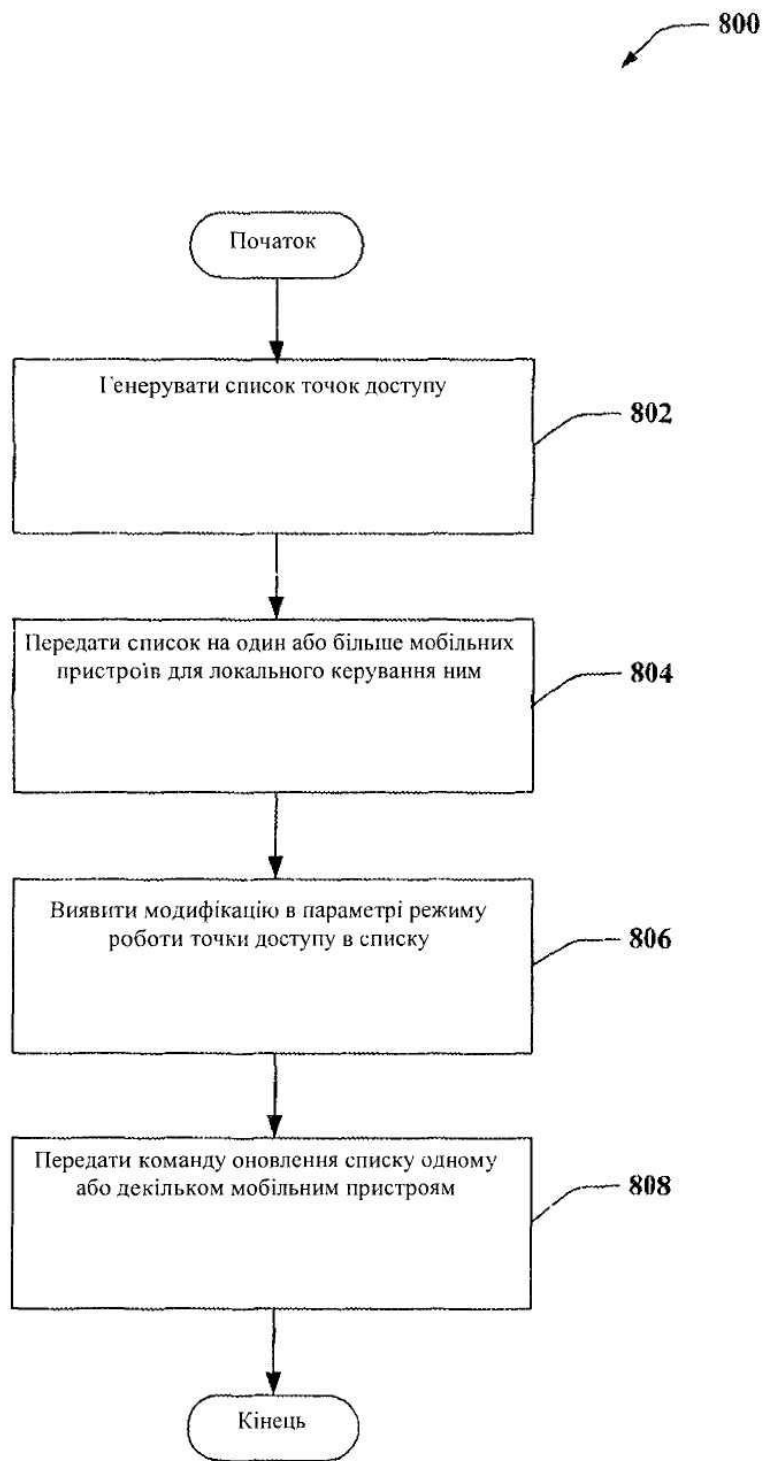 800
Початок
Генерувати список точок доступу
802
Передати список на один або більше мобільних
пристроїв для локального керування ним
804
Виявити модифікацію в параметрі режиму
роботи точки доступу в списку
806
Передати команду оновлення списку одному
або декільком мобільним пристроям
808
Кінець